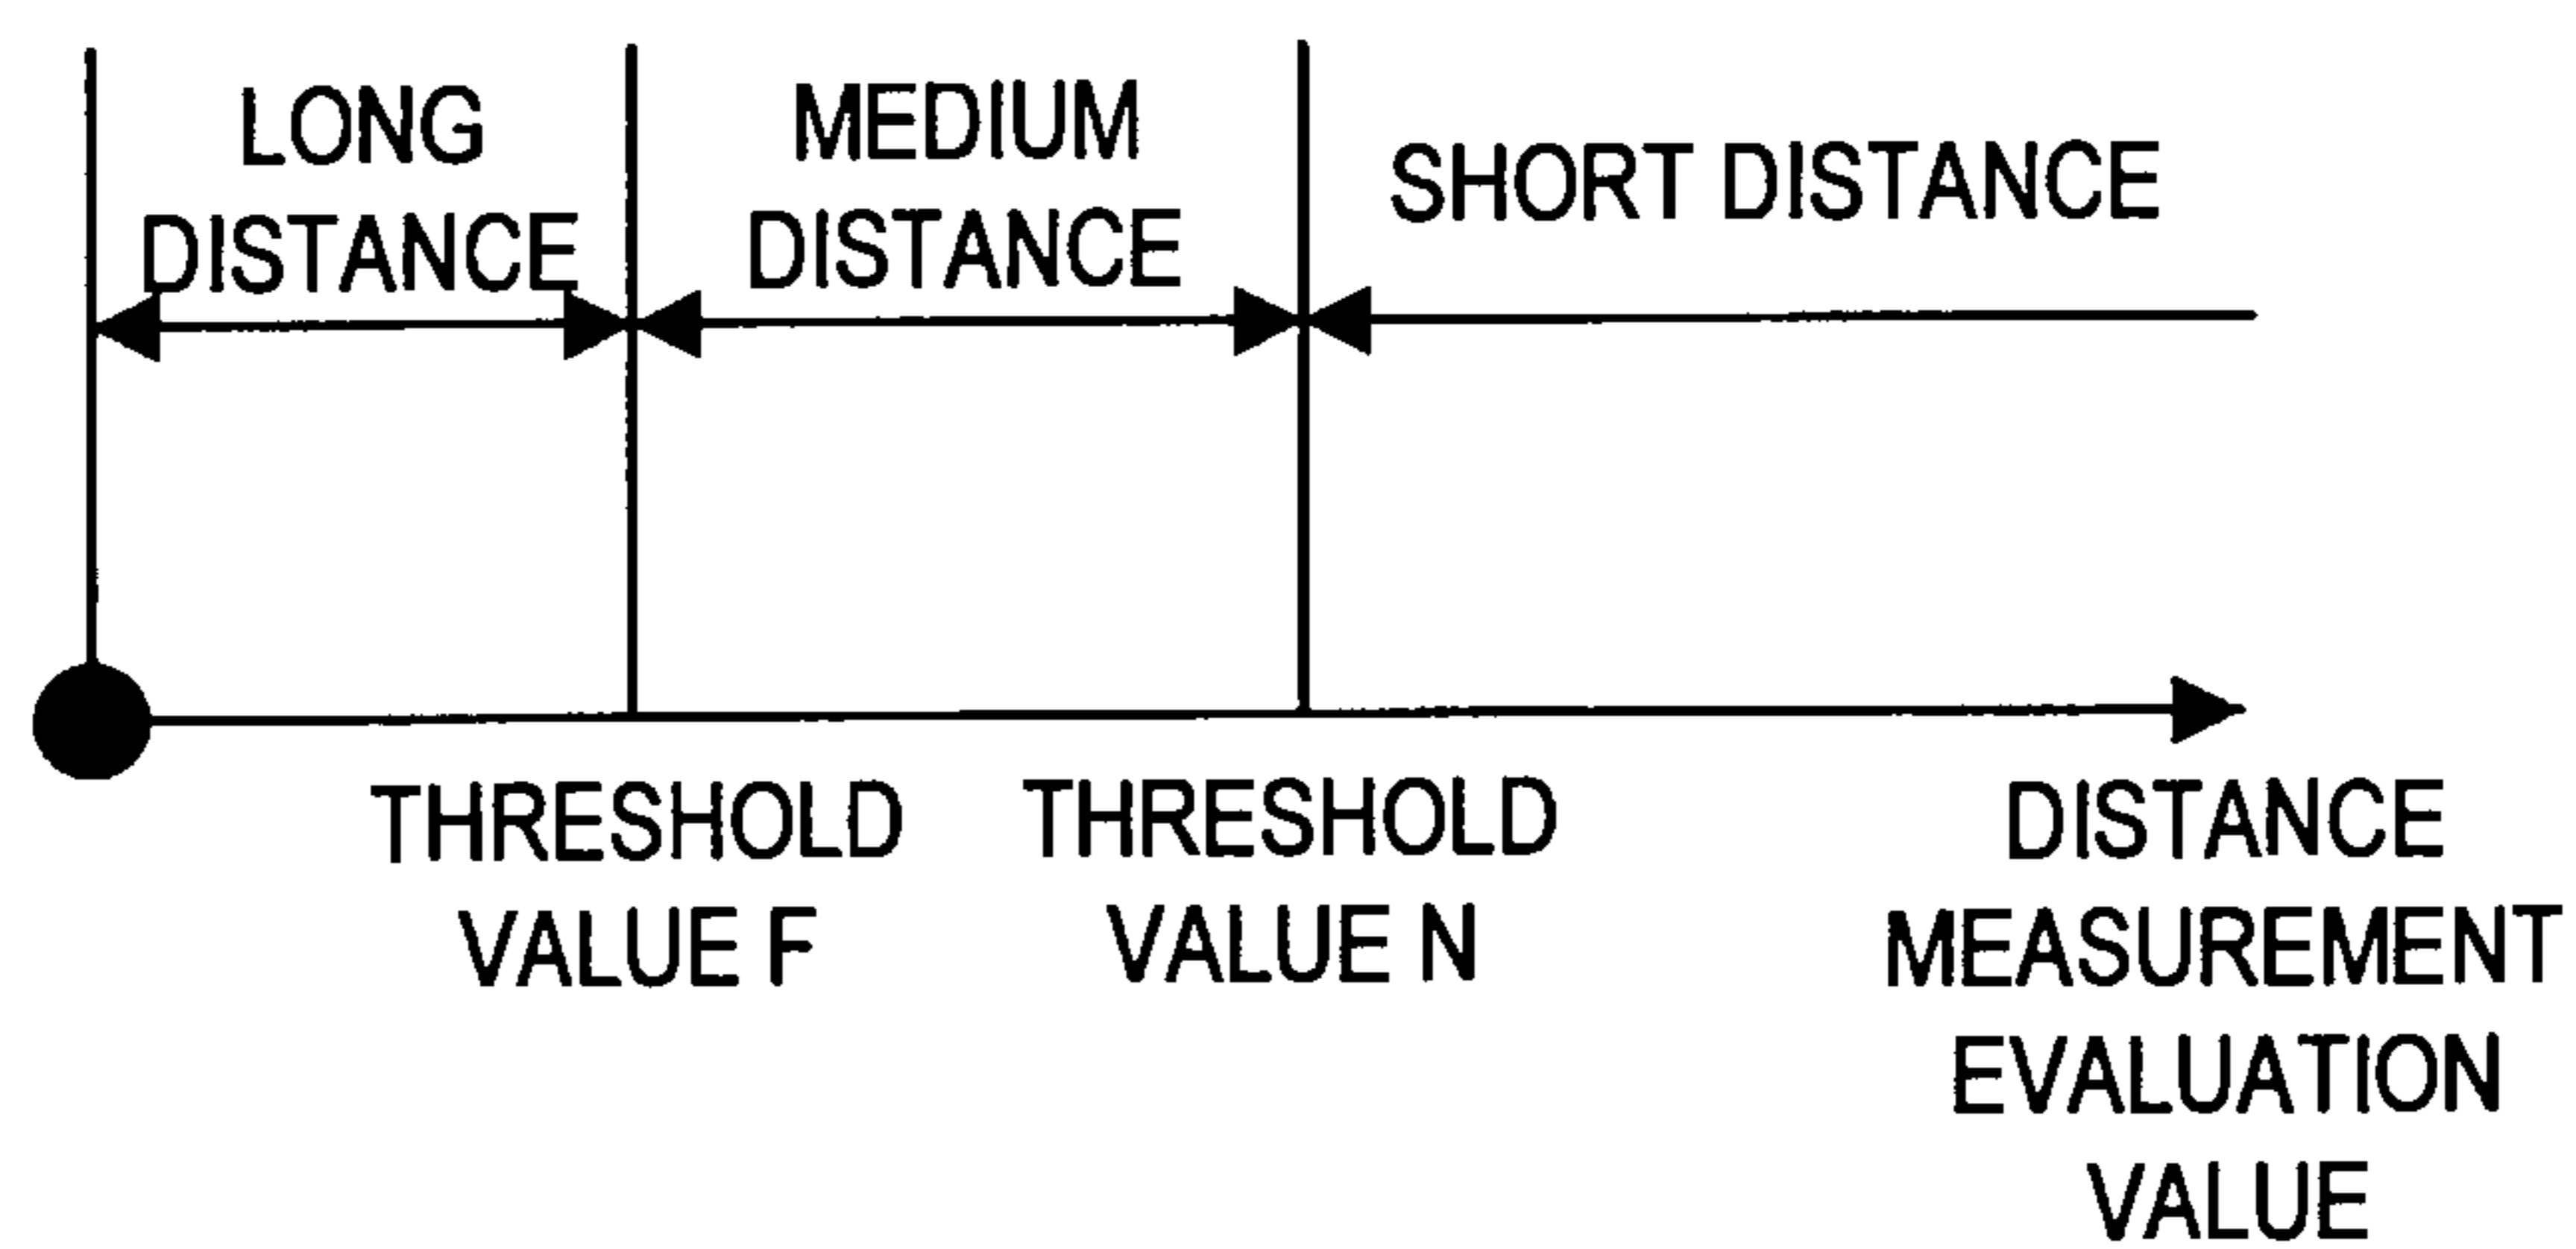 LONG
DISTANCE
MEDIUM
DISTANCE
SHORT DISTANCE
THRESHOLD
VALUE F
THRESHOLD
VALUE N
DISTANCE
MEASUREMENT
EVALUATION
VALUE